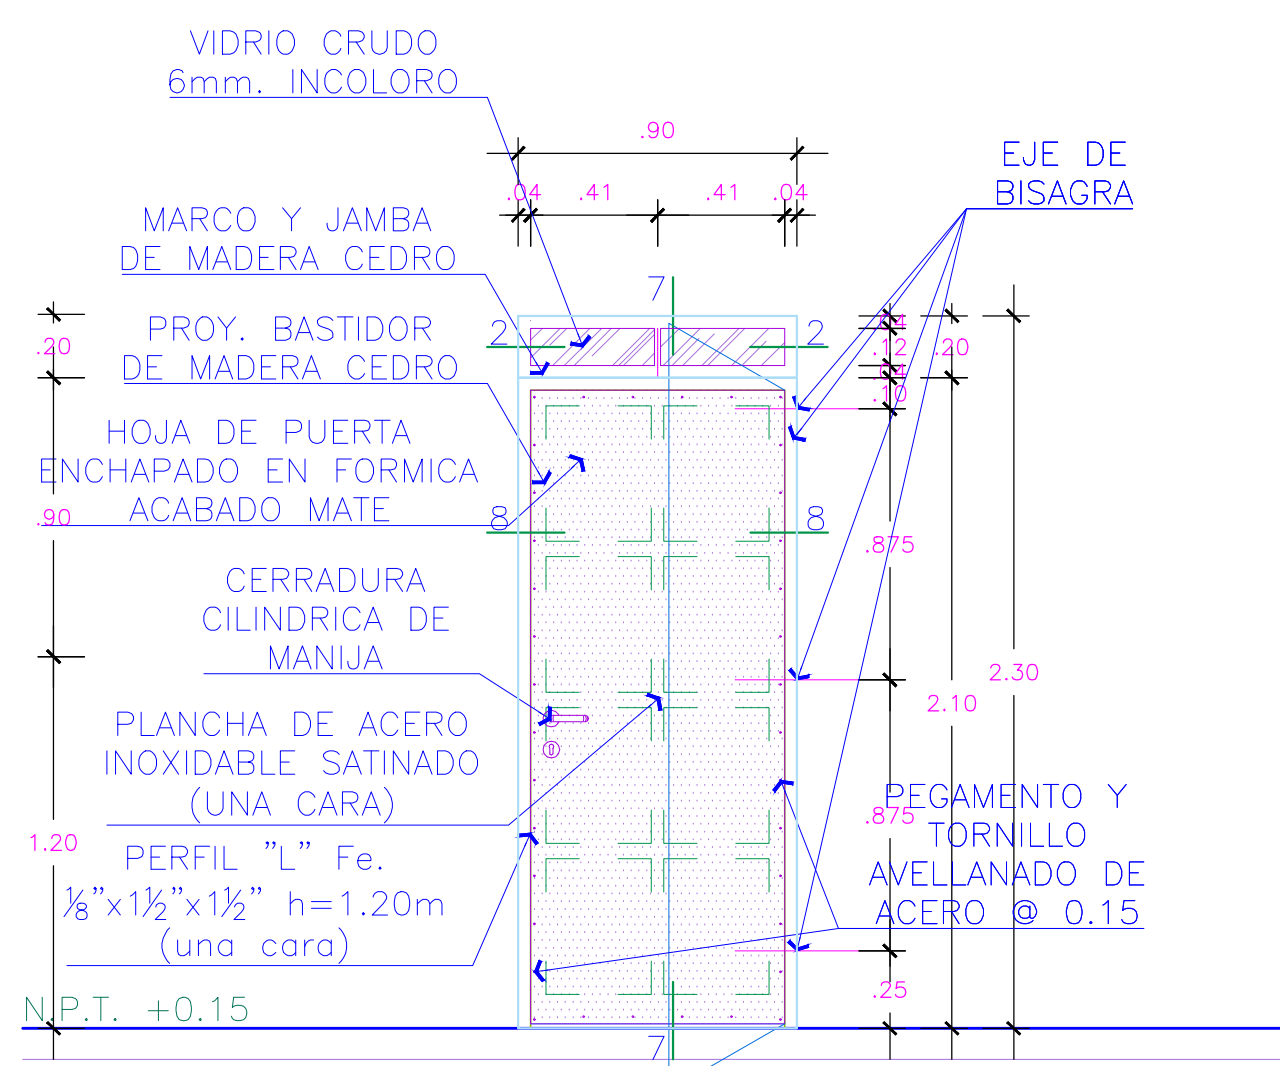 VIDRIO CRUDO
6mm. INCOLORO
.90
EJE DE
BISAGRA
.04 .41 .41 .04
MARCO Y JAMBA
DE MADERA CEDRO
7
2 2
.04
.20
.12 .20
.04
.10
PROY. BASTIDOR
DE MADERA CEDRO
HOJA DE PUERTA
ENCHAPADO EN FORMICA
ACABADO MATE
.90
8 8
.875
CERRADURA
CILINDRICA DE
MANIJA
2.30
2.10
PLANCHA DE ACERO
INOXIDABLE SATINADO
(UNA CARA)
PEGAMENTO Y
TORNILLO
AVELLANADO DE
ACERO @ 0.15
.875
1.20
PERFIL "L" Fe.
⅛"x1½"x1½" h=1.20m
(una cara)
.25
N.P.T. +0.15
7